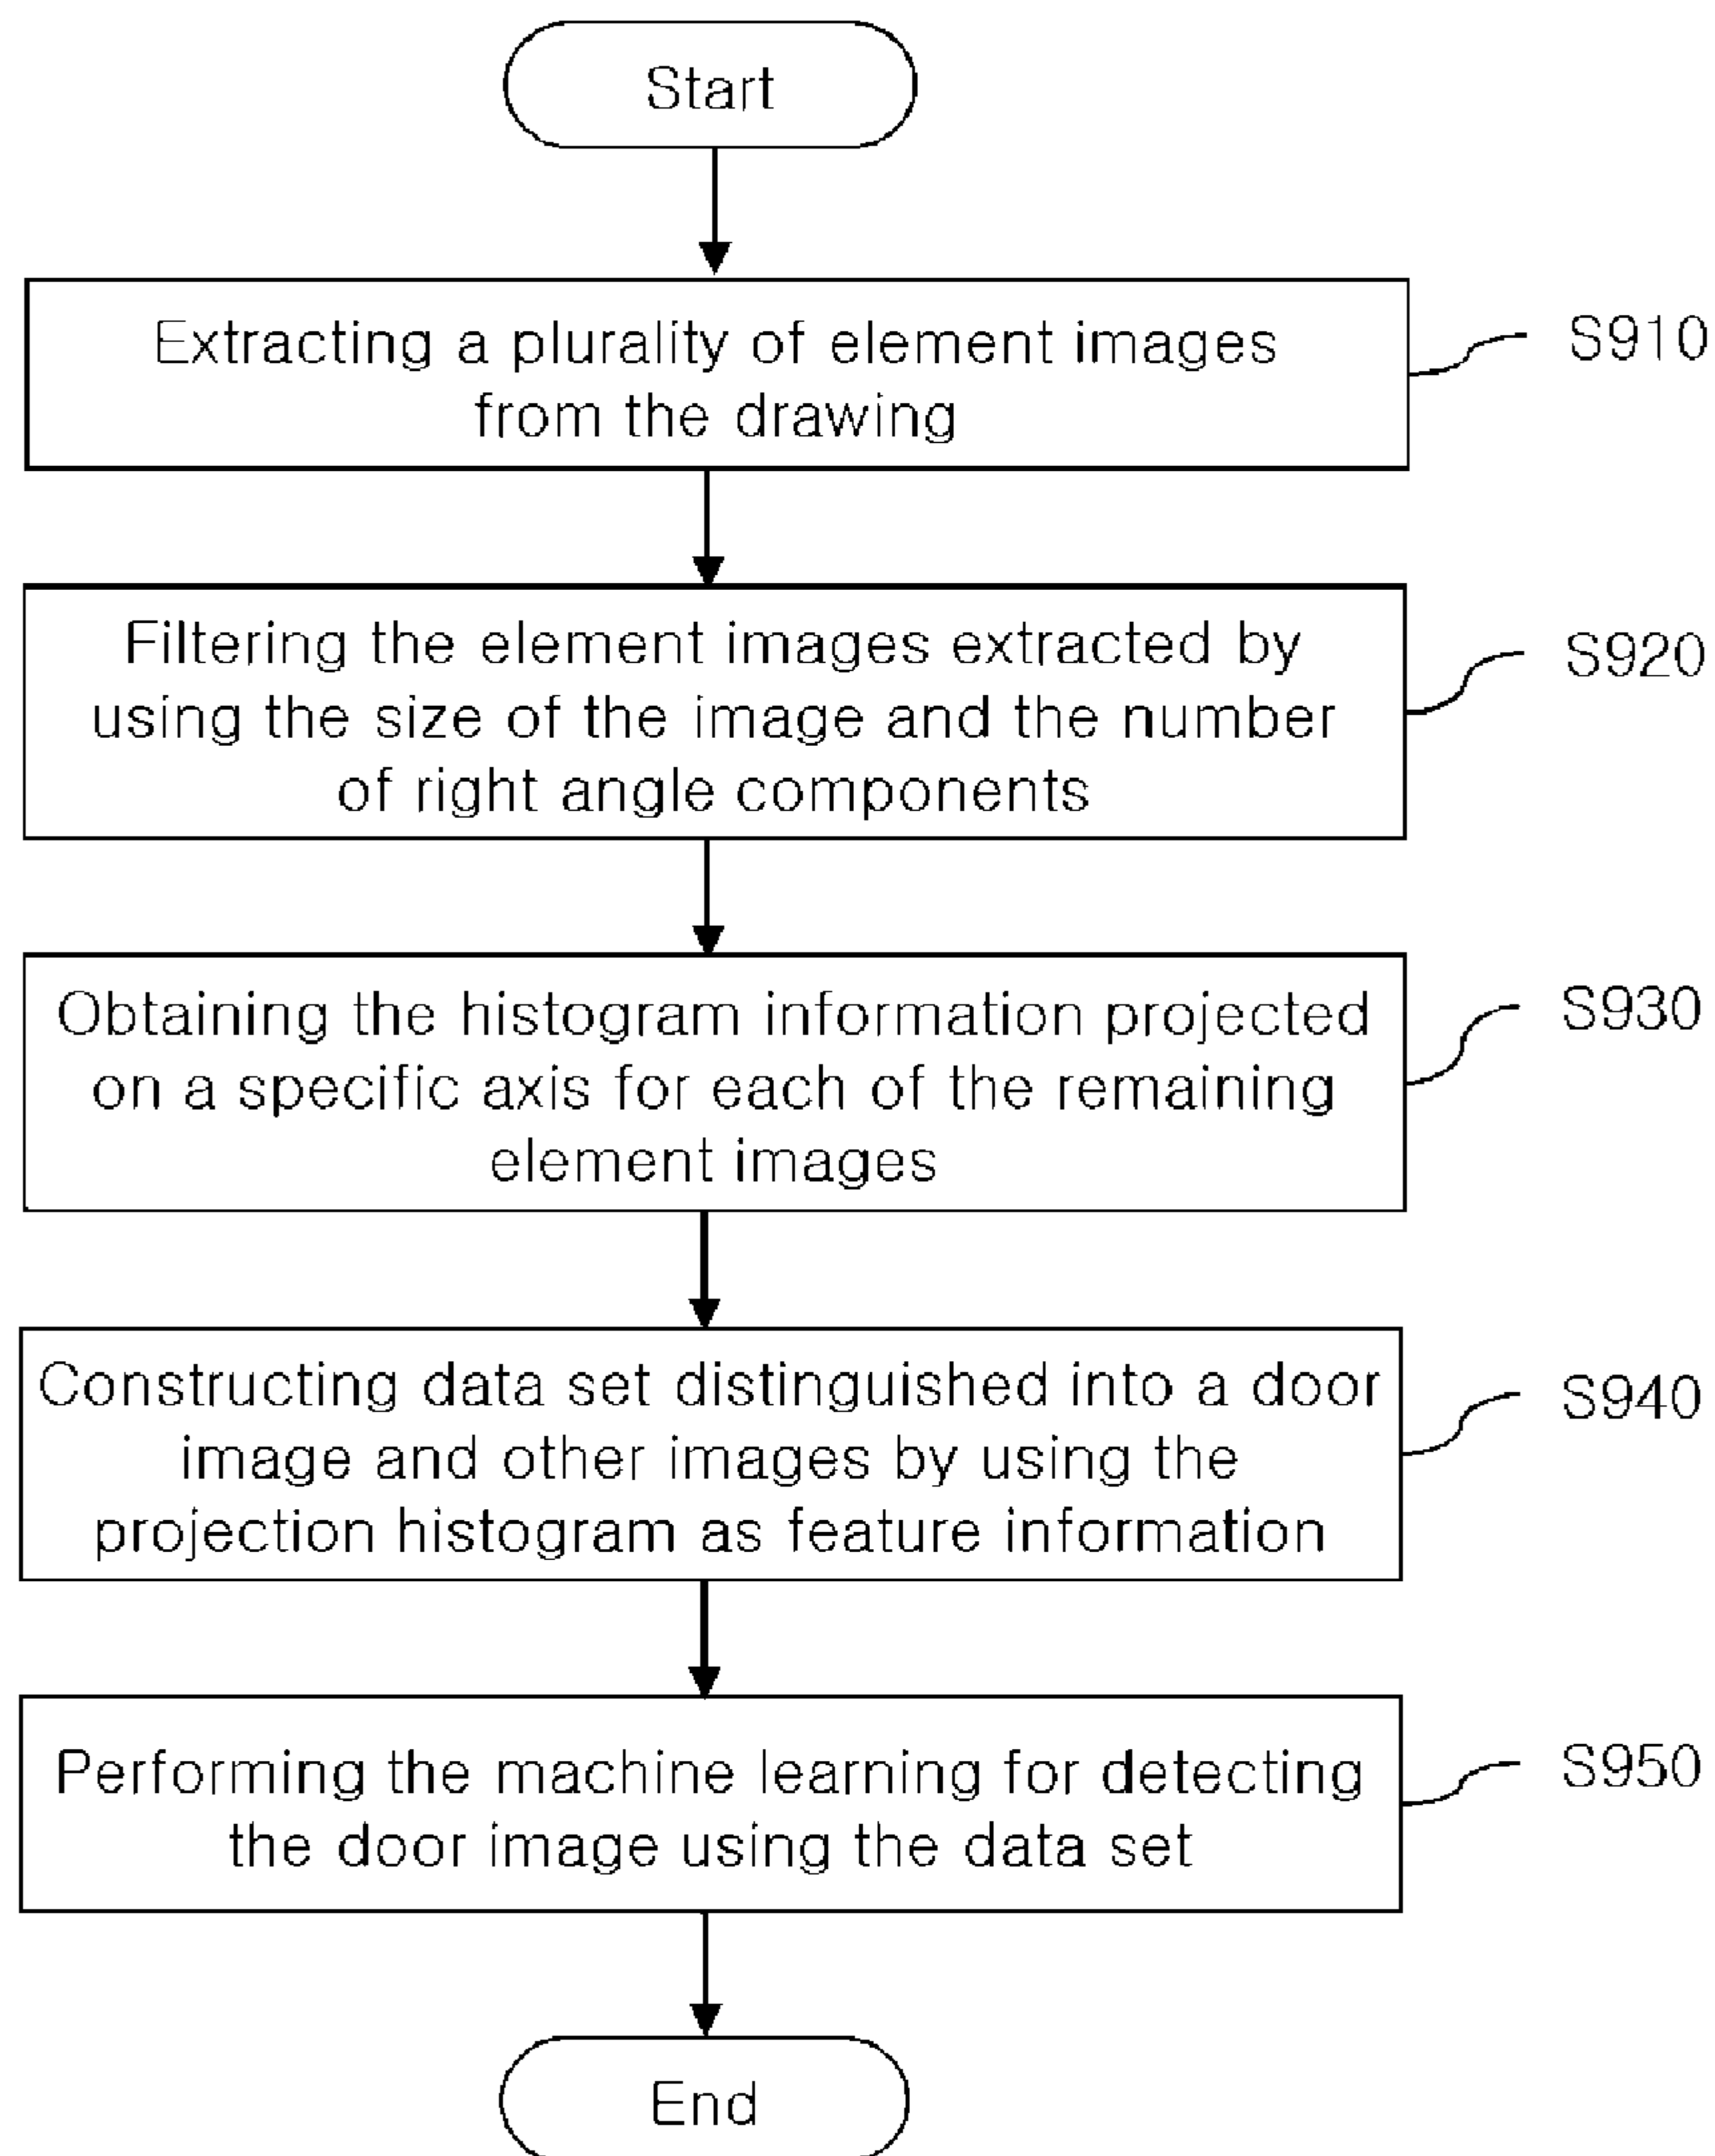 Start
Extracting a plurality of element images
from the drawing
S910
Filtering the element images extracted by
using the size of the image and the number
of right angle components
S920
Obtaining the histogram information projected
on a specific axis for each of the remaining
element images
S930
Constructing data set distinguished into a door
image and other images by using the
projection histogram as feature information
S940
Performing the machine learning for detecting
the door image using the data set
S950
End